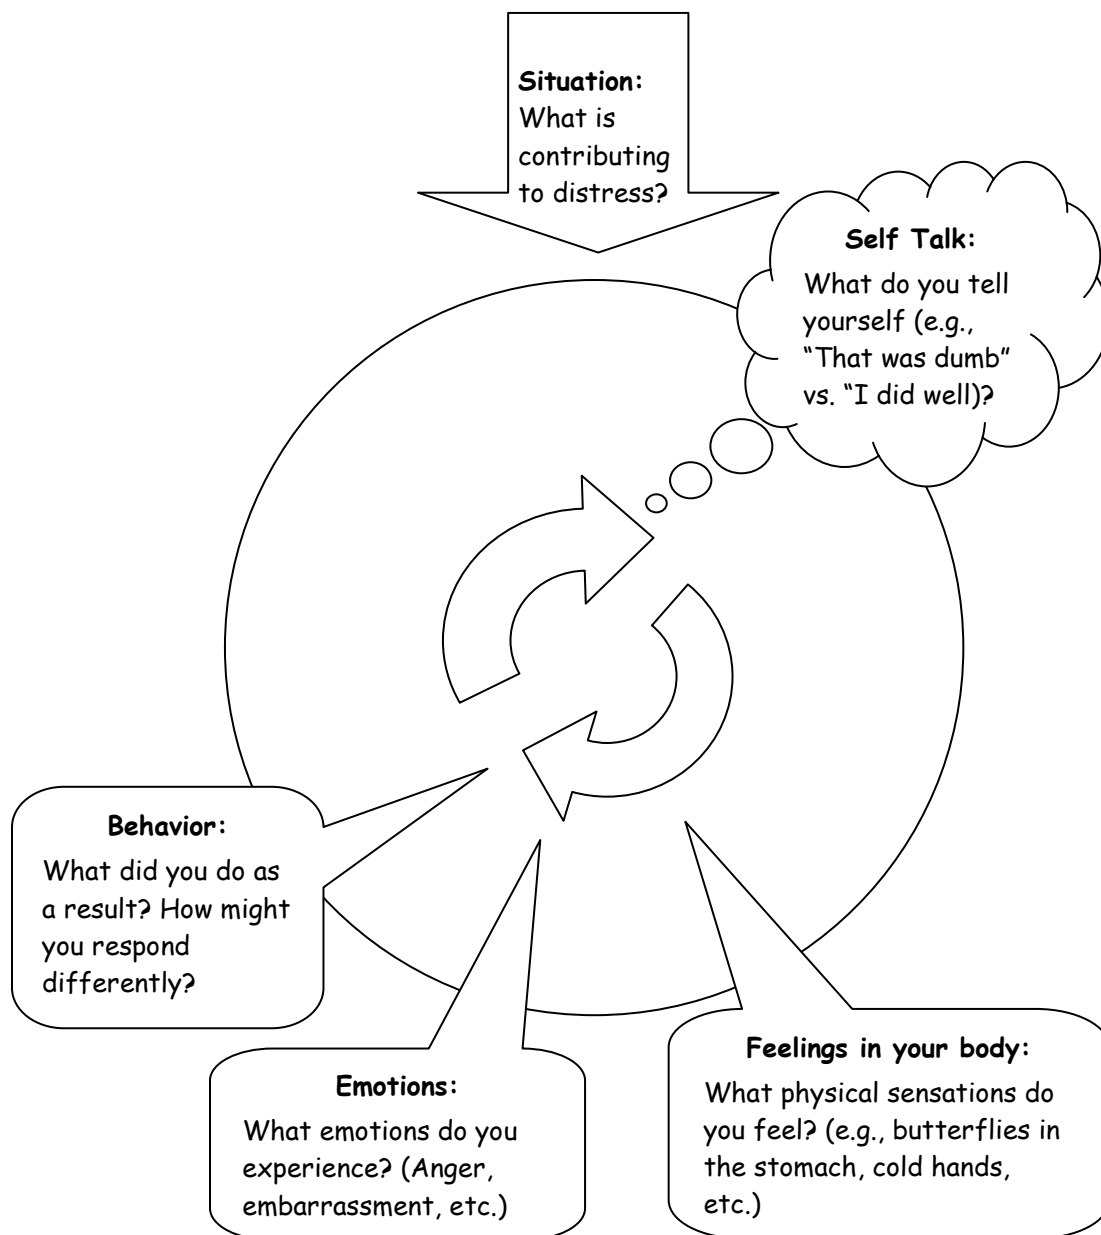 Situation:
What is
contributing
to distress?
Self Talk:
What do you tell
yourself (e.g.,
“That was dumb”
vs. “I did well)?
Behavior:
What did you do as
a result? How might
you respond
differently?
Emotions:
What emotions do you
experience? (Anger,
embarrassment, etc.)
Feelings in your body:
What physical sensations do
you feel? (e.g., butterflies in
the stomach, cold hands,
etc.)